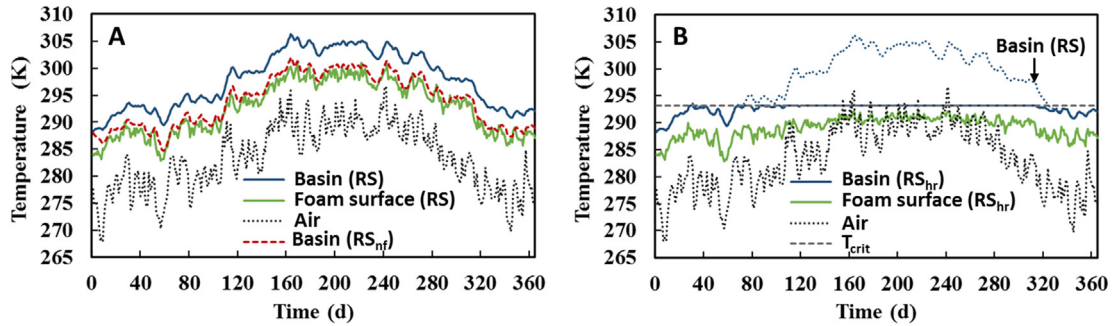 A
Temperature (K)
310
305
300
295
290
285
280
275
270
265
Basin (RS)
Foam surface (RS)
Air
Basin (RSnf)
0 40 80 120 160 200 240 280 320 360
Time (d)
B
Temperature (K)
310
305
300
295
290
285
280
275
270
265
Basin (RS)
Basin (RShr)
Foam surface (RShr)
Air
Tcrit
0 40 80 120 160 200 240 280 320 360
Time (d)